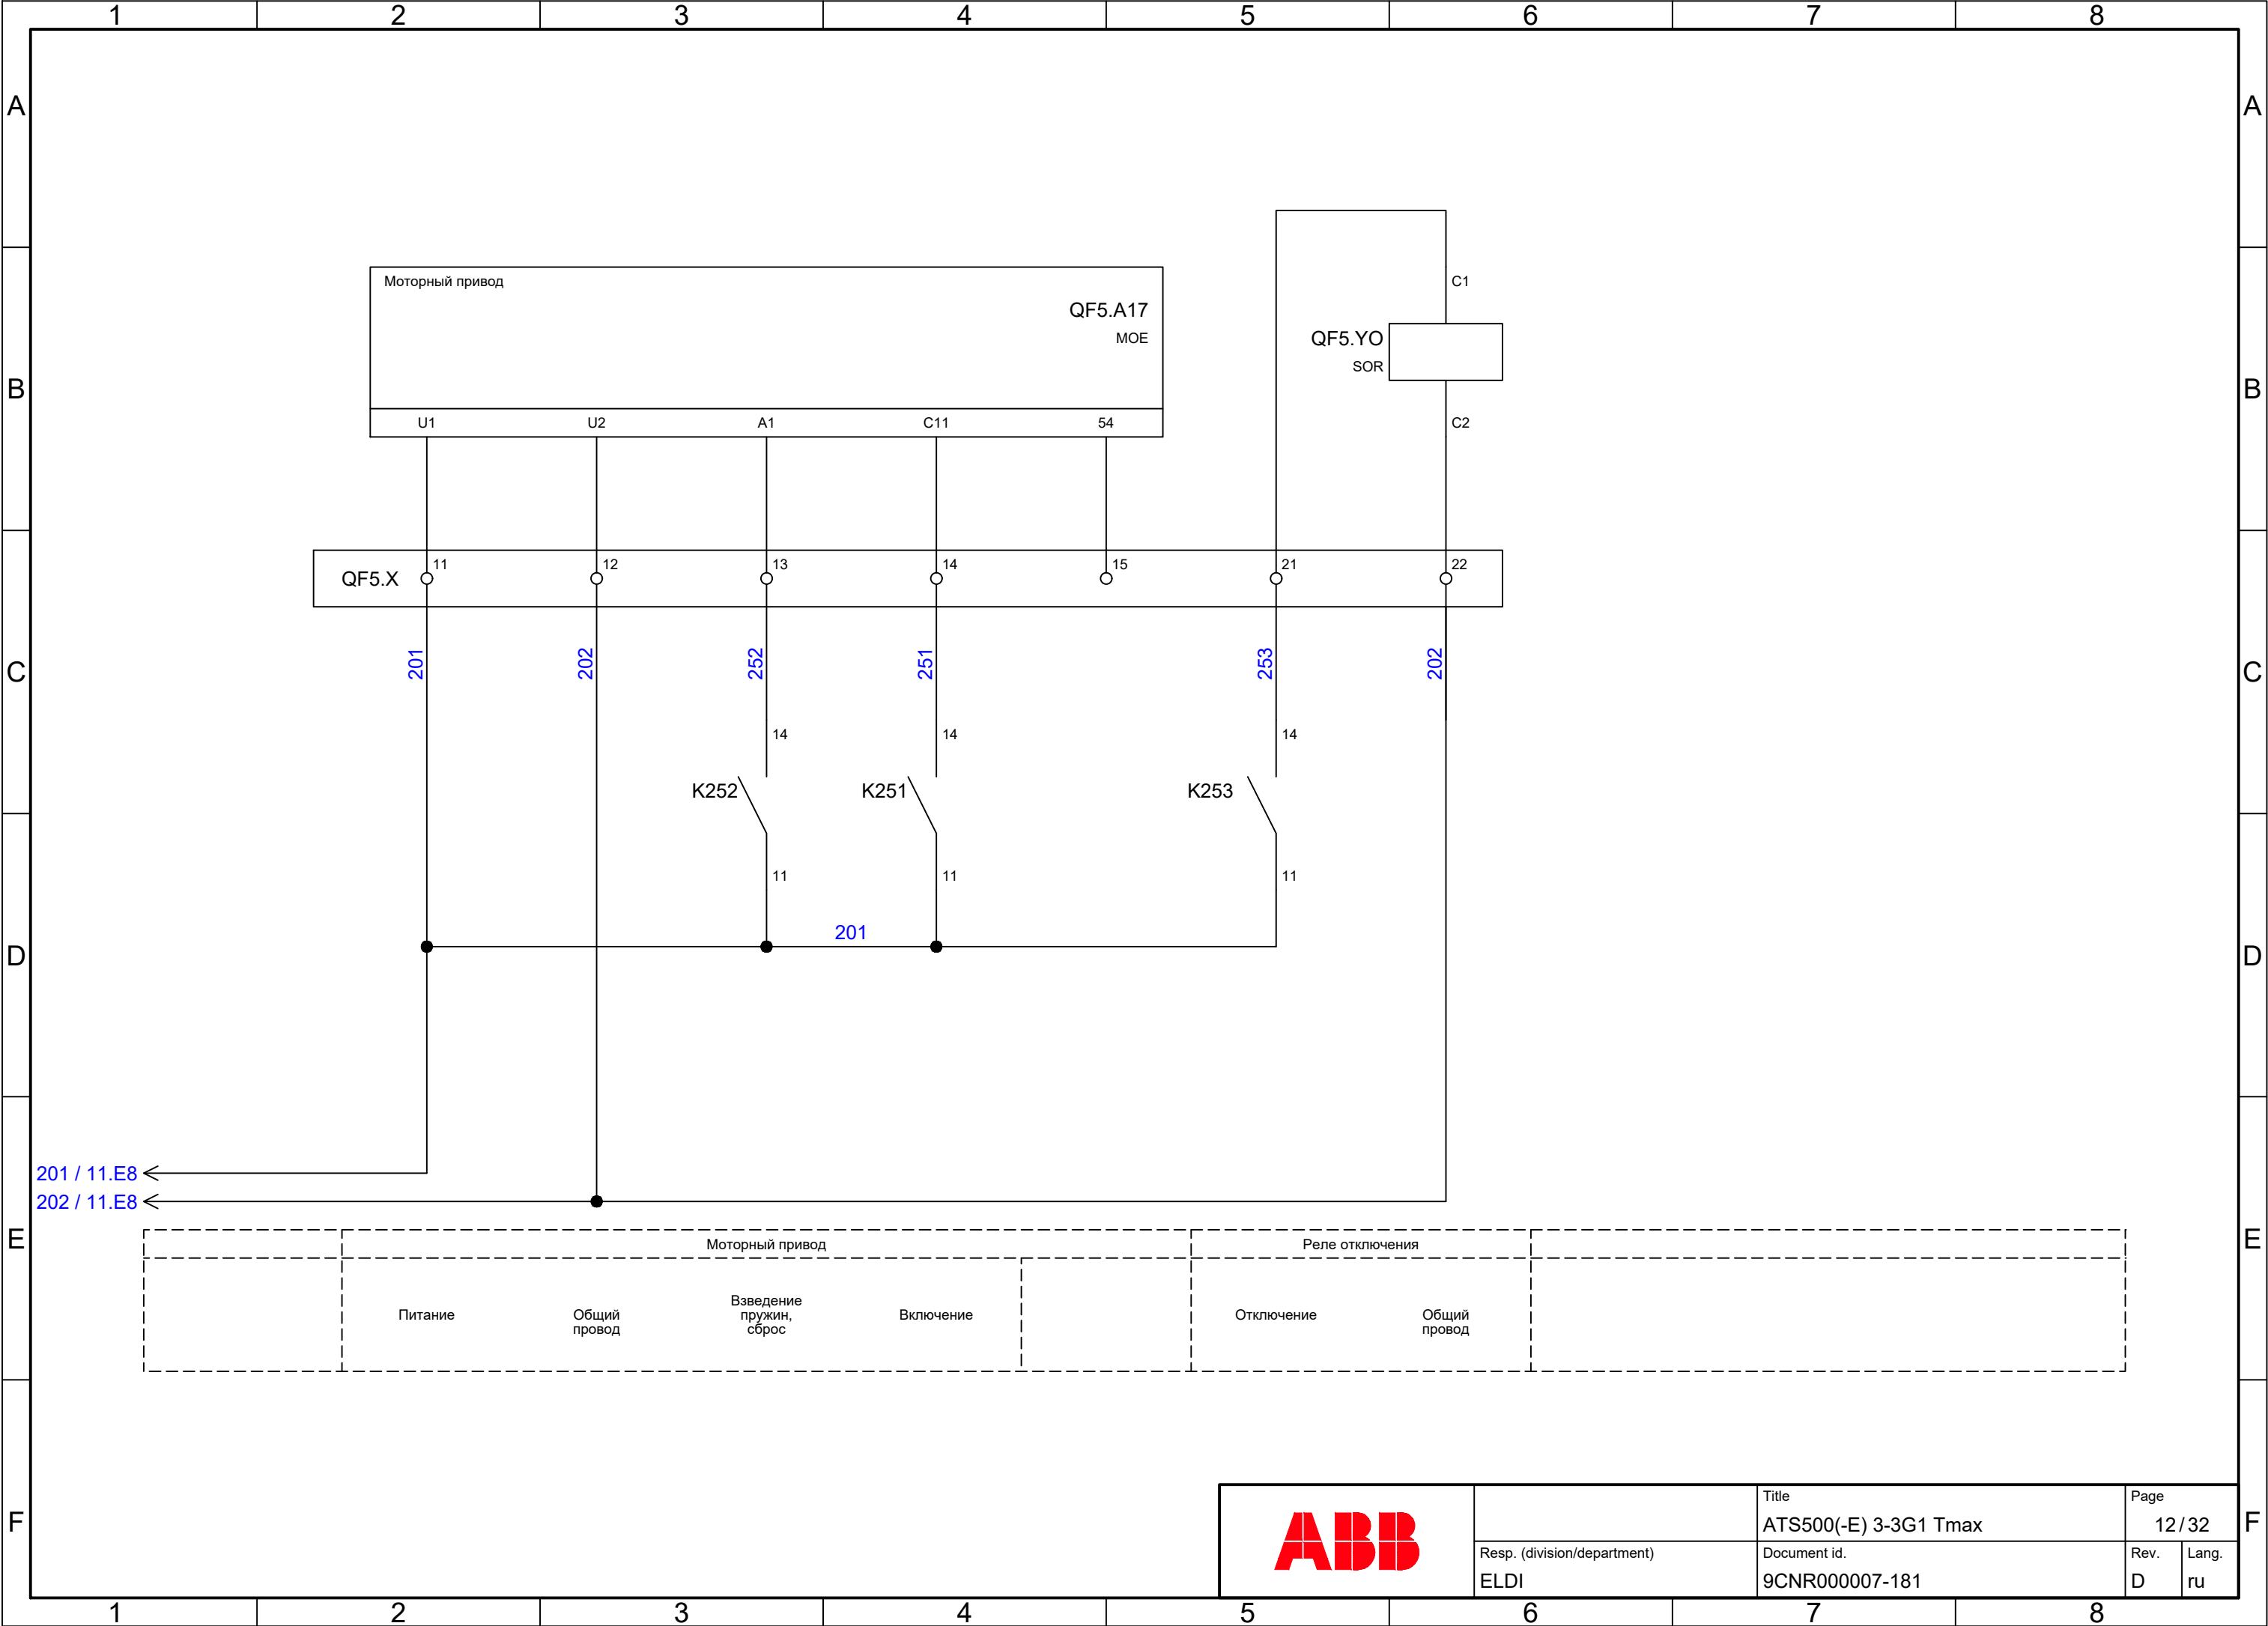 1 2 3 4 5 6 7 8
A A
Моторный привод
QF5.A17
MOE
C1
QF5.YO
SOR
B B
U1 U2 A1 C11 54
C2
QF5.X 11 12 13 14 15 21 22
201 202 252 251 253 202
C C
14 14 14
K252 K251 K253
11 11 11
201
D D
201 / 11.E8
202 / 11.E8
E E
Моторный привод Реле отключения
Питание
Общий
провод
Взведение
пружин,
сброс
Включение
Отключение
Общий
провод
F F
ABB
Title
ATS500(-E) 3-3G1 Tmax
Page
12/32
Resp. (division/department)
ELDI
Document id.
9CNR000007-181
Rev.
D
Lang.
ru
1 2 3 4 5 6 7 8